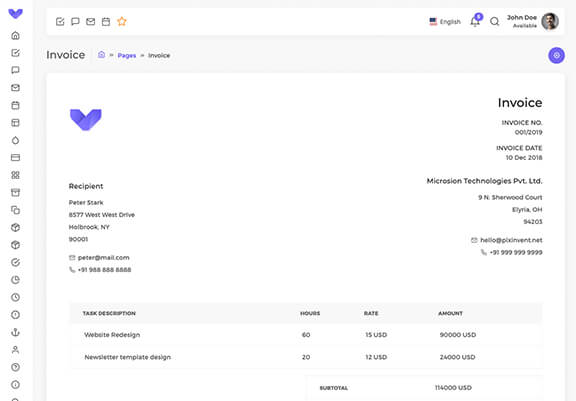 English
5
John Doe
Available
Invoice
» Pages » Invoice
Invoice
INVOICE NO.
001/2019
INVOICE DATE
10 Dec 2018
Recipient
Peter Stark
8577 West West Drive
Holbrook, NY
90001
peter@mail.com
+91 988 888 8888
Microsion Technologies Pvt. Ltd.
9 N. Sherwood Court
Elyria, OH
94203
hello@pixinvent.net
+91 999 999 9999
TASK DESCRIPTION HOURS RATE AMOUNT
Website Redesign 60 15 USD 90000 USD
Newsletter template design 20 12 USD 24000 USD
SUBTOTAL 114000 USD